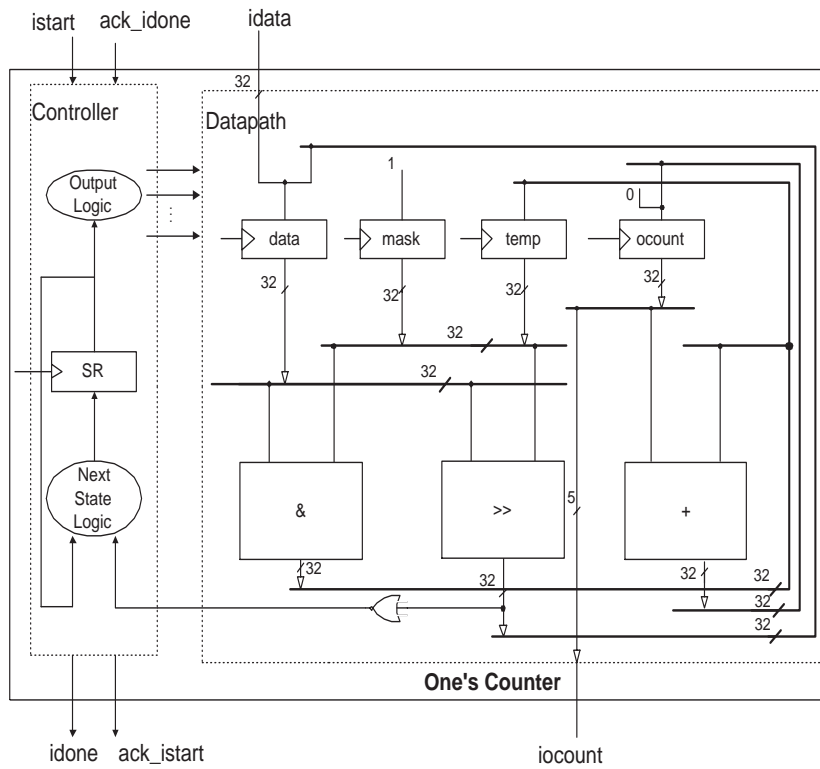 istart ack_idone idata
32
Controller
Datapath
1
0
Output
Logic
⋮
data mask temp ocount
32 32 32 32
32
32
SR
Next
State
Logic
& >> +
5
32 32 32 32
32
32
One's Counter
idone ack_istart iocount